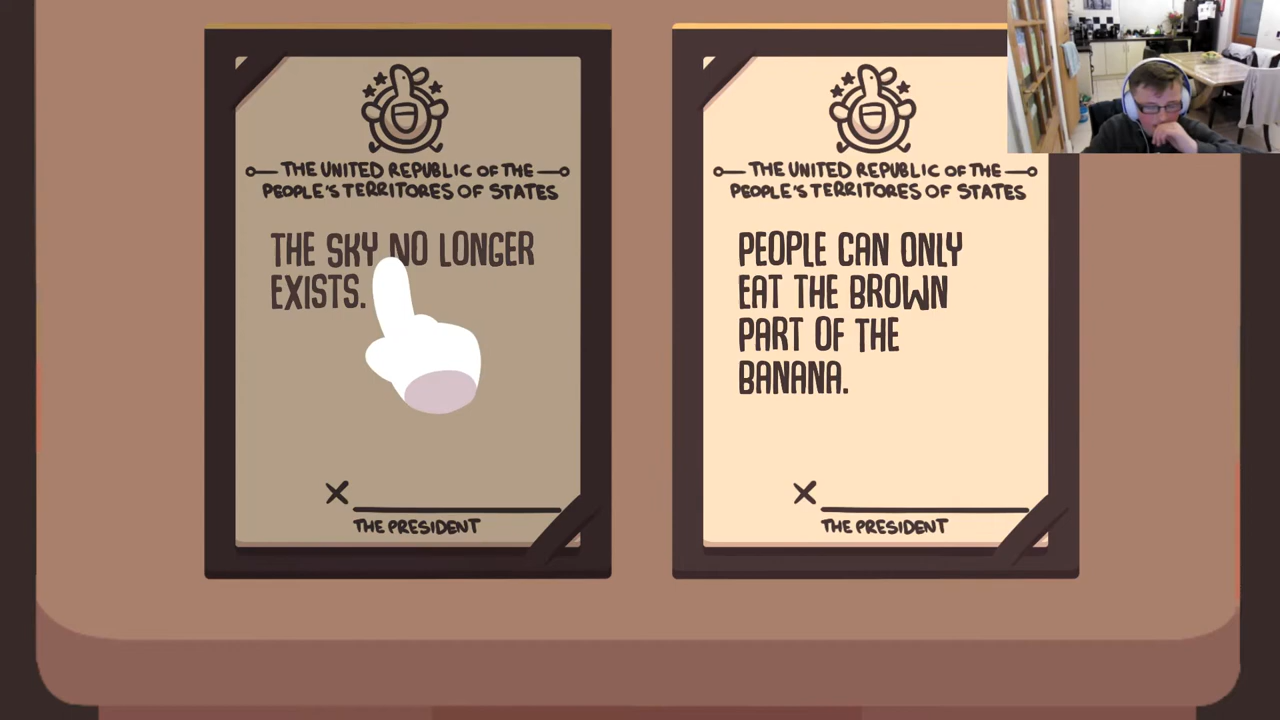 THE UNITED REPUBLIC OF THE
PEOPLE'S TERRITORES OF STATES
THE SKY NO LONGER
EXISTS.
X
THE PRESIDENT
THE UNITED REPUBLIC OF THE
PEOPLE'S TERRITORES OF STATES
PEOPLE CAN ONLY
EAT THE BROWN
PART OF THE
BANANA.
X
THE PRESIDENT